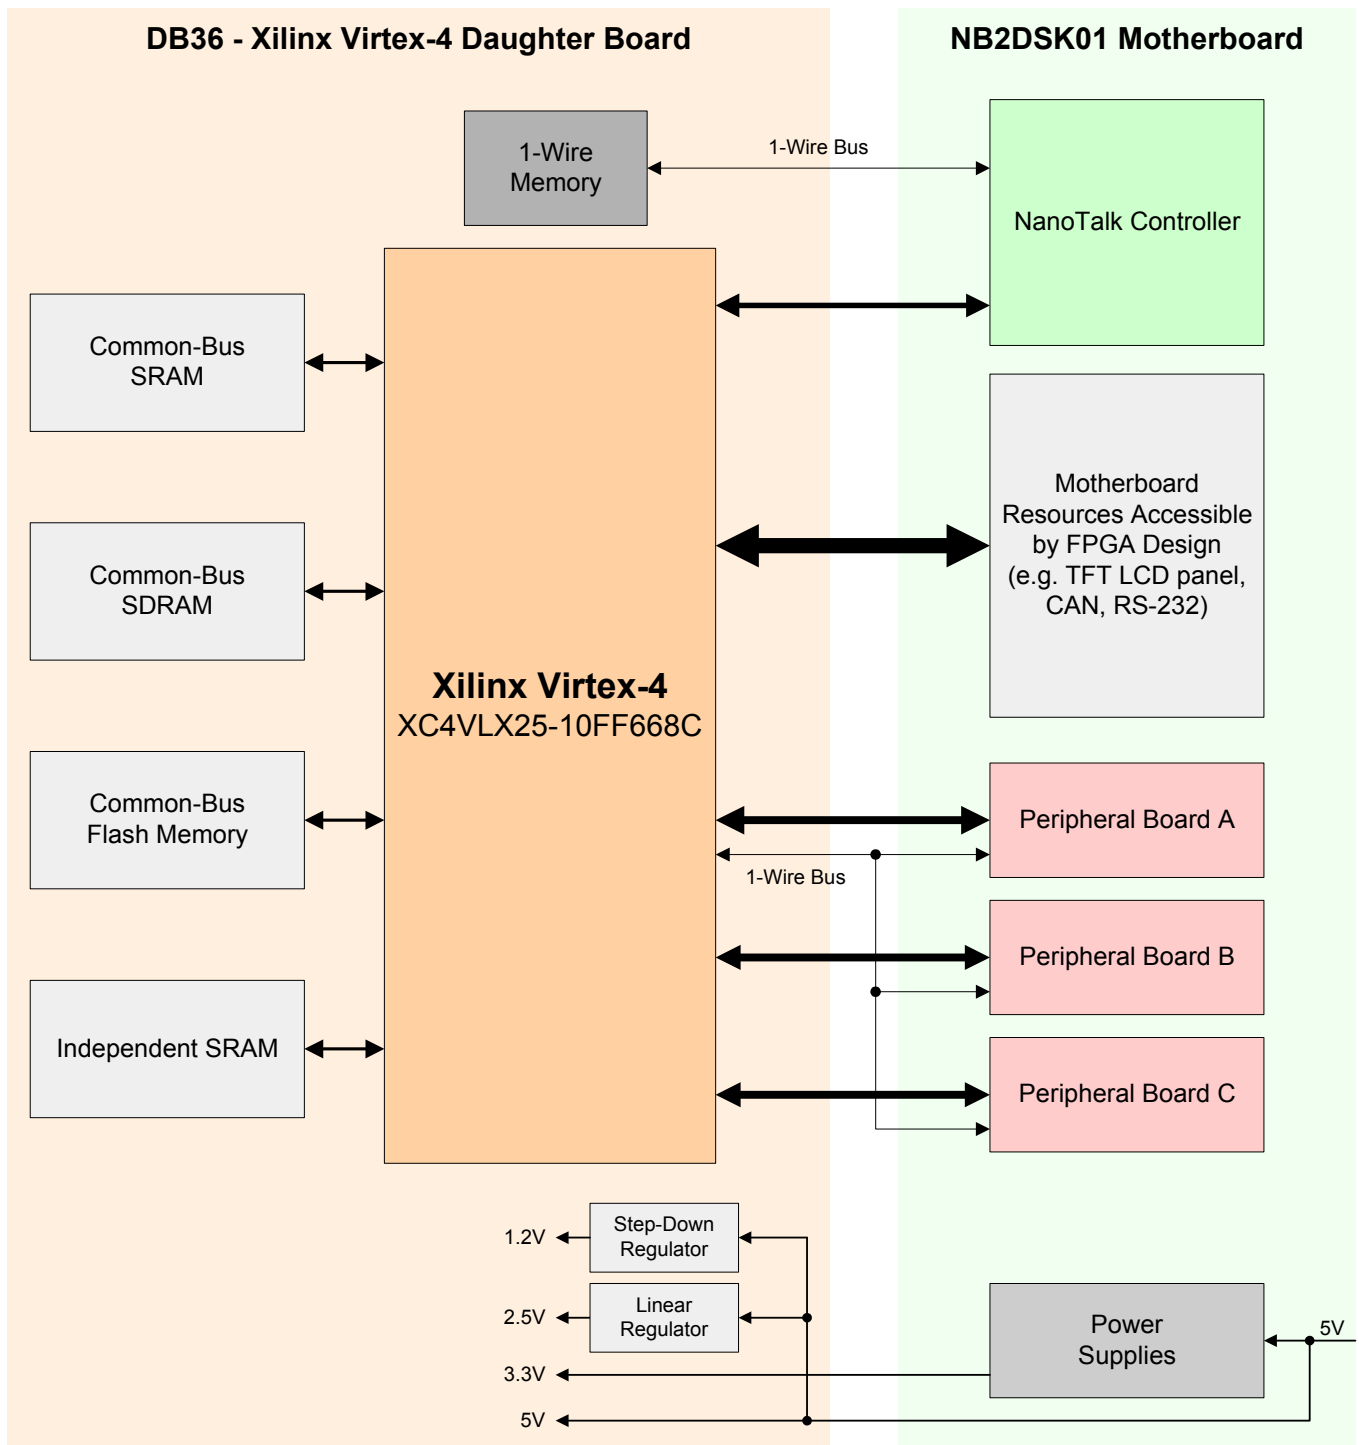 DB36 - Xilinx Virtex-4 Daughter Board
NB2DSK01 Motherboard
1-Wire
Memory
1-Wire Bus
NanoTalk Controller
Common-Bus
SRAM
Common-Bus
SDRAM
Common-Bus
Flash Memory
Independent SRAM
Xilinx Virtex-4
XC4VLX25-10FF668C
Motherboard
Resources Accessible
by FPGA Design
(e.g. TFT LCD panel,
CAN, RS-232)
Peripheral Board A
1-Wire Bus
Peripheral Board B
Peripheral Board C
1.2V
Step-Down
Regulator
2.5V
Linear
Regulator
3.3V
5V
Power
Supplies
5V